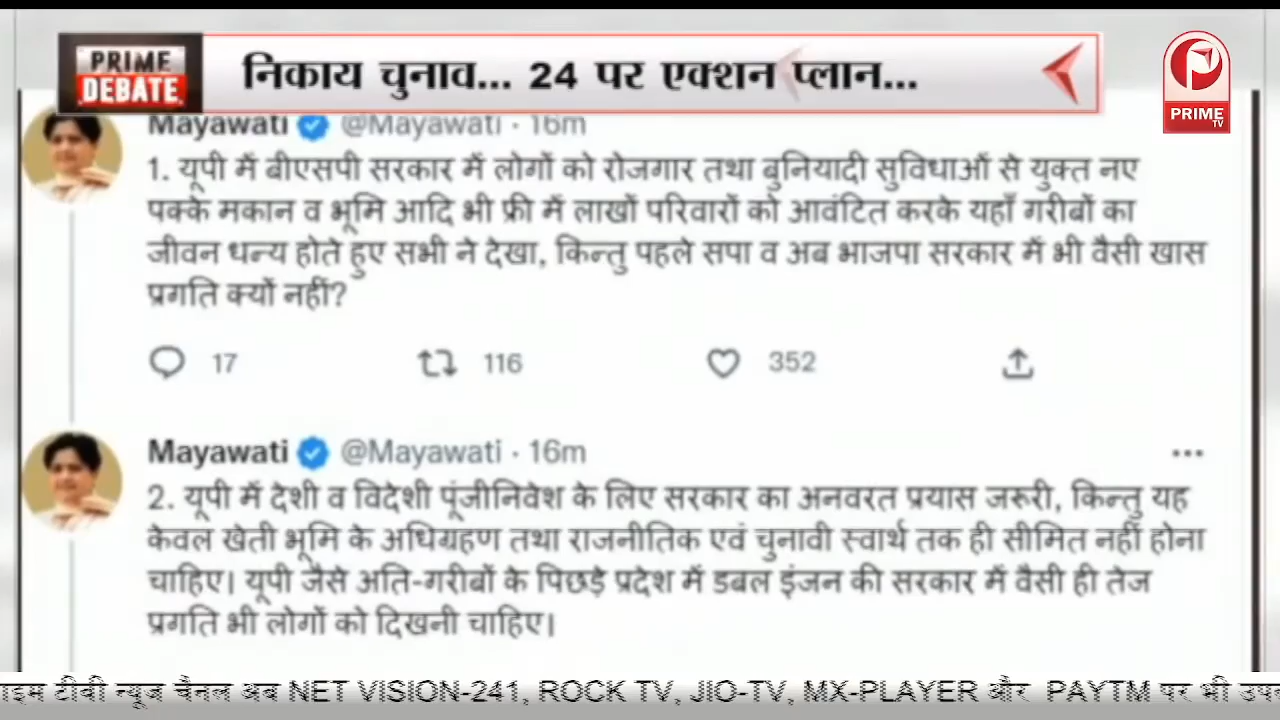 PRIME
DEBATE
निकाय चुनाव... 24 पर एक्शन प्लान...
PRIME
TV
Mayawati @Mayawati · 16m
1. यूपी में बीएसपी सरकार में लोगों को रोजगार तथा बुनियादी सुविधाओं से युक्त नए
पक्के मकान व भूमि आदि भी फ्री में लाखों परिवारों को आवंटित करके यहाँ गरीबों का
जीवन धन्य होते हुए सभी ने देखा, किन्तु पहले सपा व अब भाजपा सरकार में भी वैसी खास
प्रगति क्यों नहीं?
17 116 352
Mayawati @Mayawati · 16m
2. यूपी में देशी व विदेशी पूंजीनिवेश के लिए सरकार का अनवरत प्रयास जरूरी, किन्तु यह
केवल खेती भूमि के अधिग्रहण तथा राजनीतिक एवं चुनावी स्वार्थ तक ही सीमित नहीं होना
चाहिए। यूपी जैसे अति-गरीबों के पिछड़े प्रदेश में डबल इंजन की सरकार में वैसी ही तेज
प्रगति भी लोगों को दिखनी चाहिए।
टीवी न्यूज चैनल अब NET VISION-241, ROCK TV, JIO-TV, MX-PLAYER और PAYTM पर भी